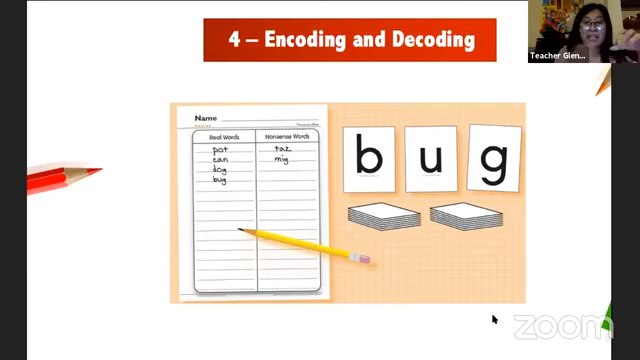 4 – Encoding and Decoding
Teacher Glen...
Name
Real Words Nonsense Words
pot taz
can mig
dog
bug
b u g
zoom